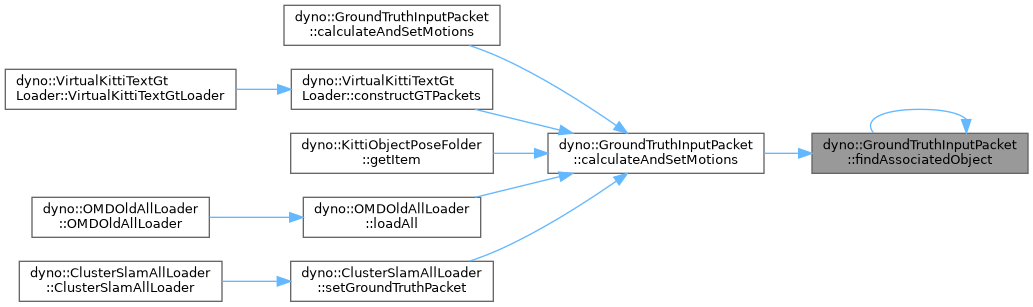 dyno::GroundTruthInputPacket
::calculateAndSetMotions
dyno::VirtualKittiTextGt
Loader::VirtualKittiTextGtLoader
dyno::VirtualKittiTextGt
Loader::constructGTPackets
dyno::KittiObjectPoseFolder
::getItem
dyno::GroundTruthInputPacket
::calculateAndSetMotions
dyno::GroundTruthInputPacket
::findAssociatedObject
dyno::OMDOldAllLoader
::OMDOldAllLoader
dyno::OMDOldAllLoader
::loadAll
dyno::ClusterSlamAllLoader
::ClusterSlamAllLoader
dyno::ClusterSlamAllLoader
::setGroundTruthPacket